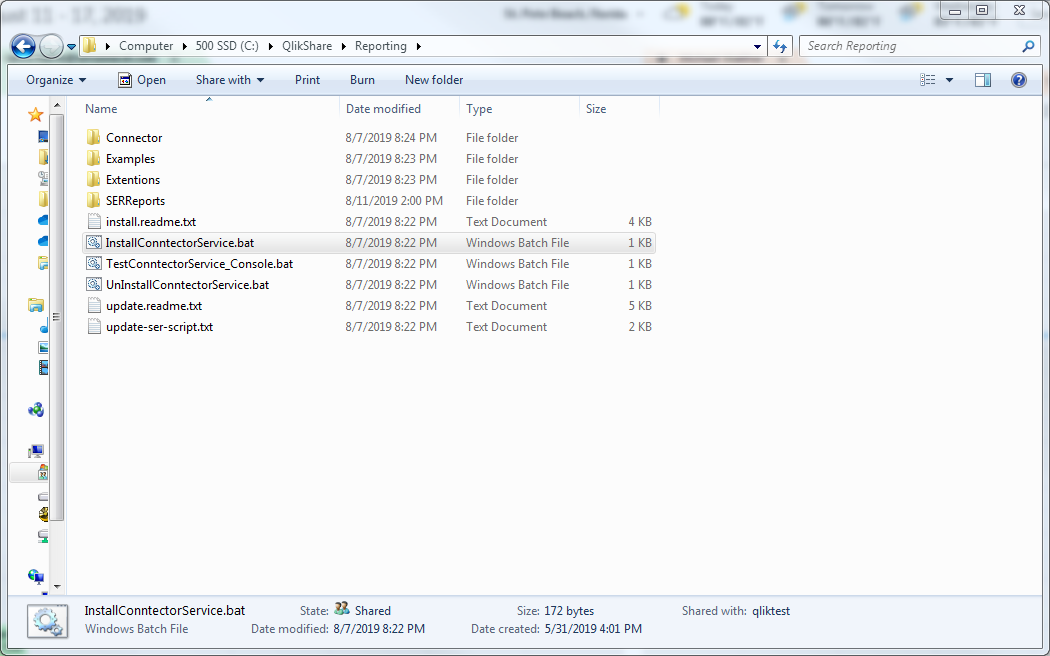 ust 11 - 17, 2019
Computer 500 SSD (C:) QlikShare Reporting
Search Reporting
Organize Open Share with Print Burn New folder
Name Date modified Type Size
Connector 8/7/2019 8:24 PM File folder
Examples 8/7/2019 8:23 PM File folder
Extentions 8/7/2019 8:23 PM File folder
SERReports 8/11/2019 2:00 PM File folder
install.readme.txt 8/7/2019 8:22 PM Text Document 4 KB
InstallConntectorService.bat 8/7/2019 8:22 PM Windows Batch File 1 KB
TestConntectorService_Console.bat 8/7/2019 8:22 PM Windows Batch File 1 KB
UnInstallConntectorService.bat 8/7/2019 8:22 PM Windows Batch File 1 KB
update.readme.txt 8/7/2019 8:22 PM Text Document 5 KB
update-ser-script.txt 8/7/2019 8:22 PM Text Document 2 KB
InstallConntectorService.bat State: Shared Size: 172 bytes Shared with: qliktest
Windows Batch File Date modified: 8/7/2019 8:22 PM Date created: 5/31/2019 4:01 PM